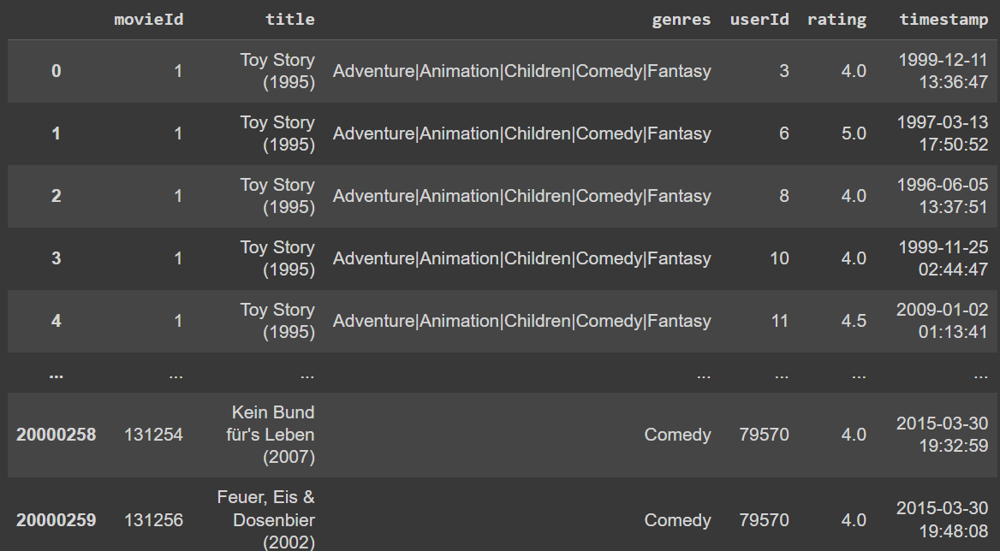 movieId title genres userId rating timestamp
0 1 Toy Story (1995) Adventure|Animation|Children|Comedy|Fantasy 3 4.0 1999-12-11 13:36:47
1 1 Toy Story (1995) Adventure|Animation|Children|Comedy|Fantasy 6 5.0 1997-03-13 17:50:52
2 1 Toy Story (1995) Adventure|Animation|Children|Comedy|Fantasy 8 4.0 1996-06-05 13:37:51
3 1 Toy Story (1995) Adventure|Animation|Children|Comedy|Fantasy 10 4.0 1999-11-25 02:44:47
4 1 Toy Story (1995) Adventure|Animation|Children|Comedy|Fantasy 11 4.5 2009-01-02 01:13:41
... ... ... ... ... ... ...
20000258 131254 Kein Bund für's Leben (2007) Comedy 79570 4.0 2015-03-30 19:32:59
20000259 131256 Feuer, Eis & Dosenbier (2002) Comedy 79570 4.0 2015-03-30 19:48:08